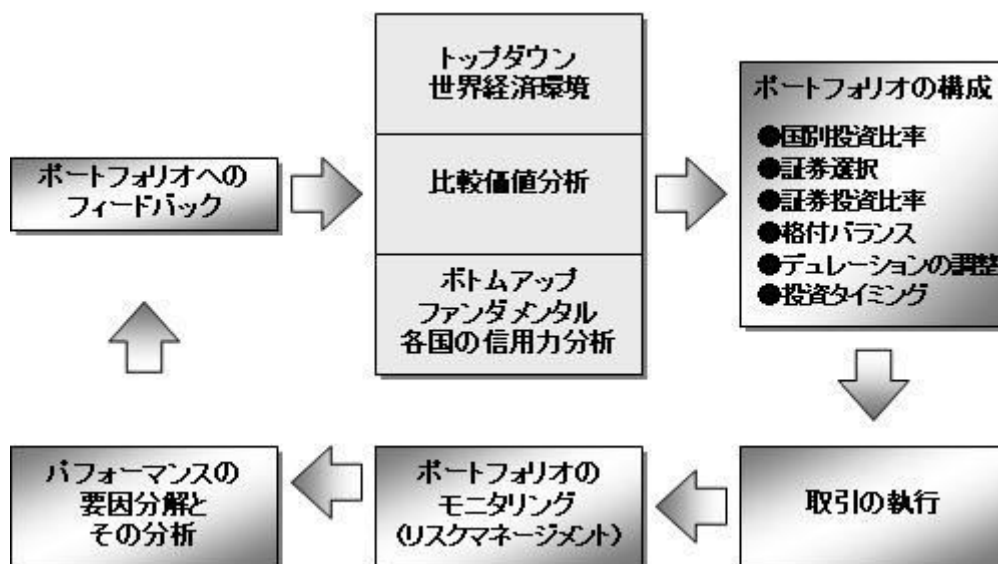 トップダウン
世界経済環境
比較価値分析
ボトムアップ
ファンダメンタル
各国の信用力分析
ポートフォリオの構成
●国別投資比率
●証券選択
●証券投資比率
●格付バランス
●デュレーションの調整
●投資タイミング
ポートフォリオへの
フィードバック
パフォーマンスの
要因分解と
その分析
ポートフォリオの
モニタリング
(リスクマネージメント)
取引の執行